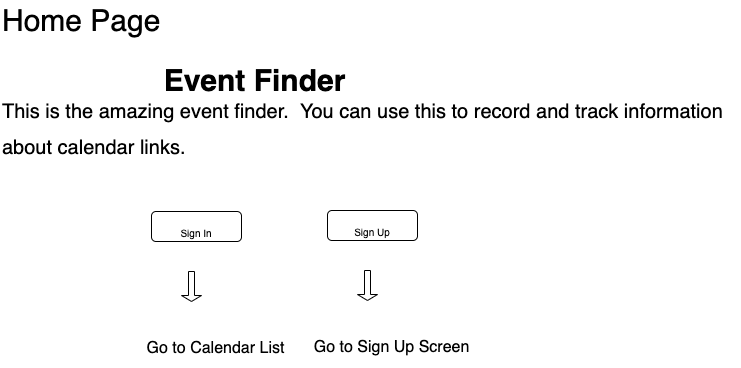 Home Page
Event Finder
This is the amazing event finder.  You can use this to record and track information
about calendar links.
Sign In
Sign Up
Go to Calendar List
Go to Sign Up Screen